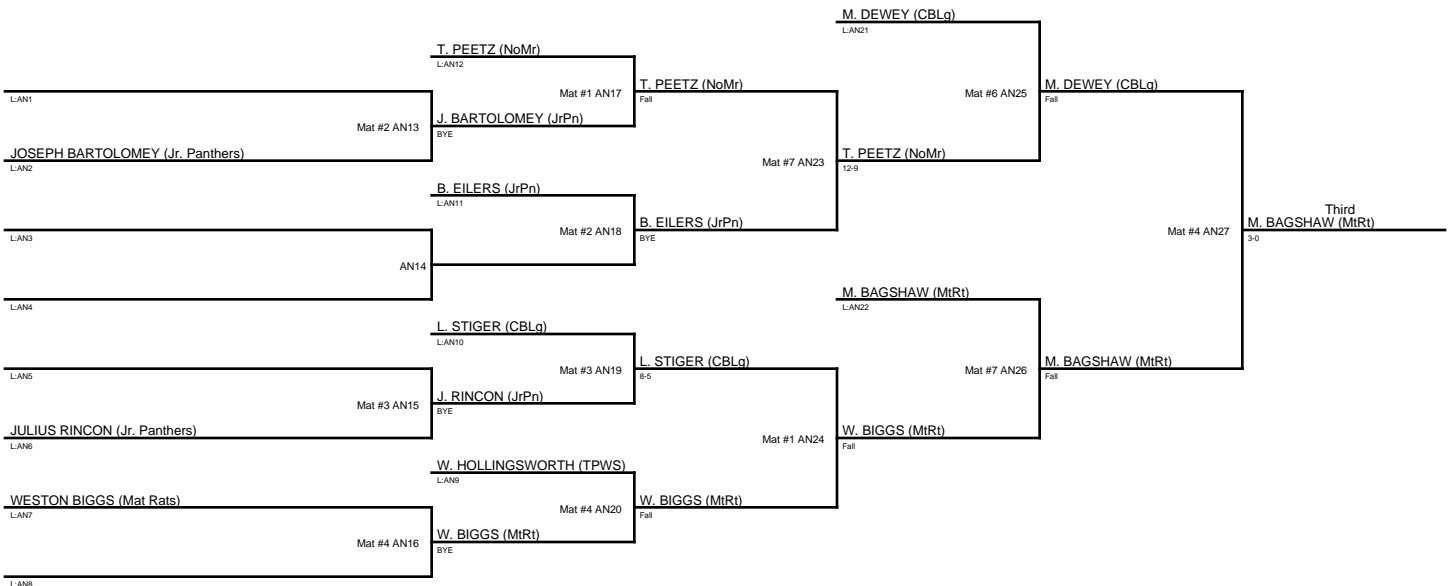 M. DEWEY (CBLg)
L:AN21
T. PEETZ (NoMr)
L:AN12
L:AN1
Mat #1 AN17
T. PEETZ (NoMr)
Fall
Mat #6 AN25
M. DEWEY (CBLg)
Fall
Mat #2 AN13
J. BARTOLOMEY (JrPn)
BYE
JOSEPH BARTOLOMEY (Jr. Panthers)
L:AN2
Mat #7 AN23
T. PEETZ (NoMr)
12-9
B. EILERS (JrPn)
L:AN11
L:AN3
Mat #2 AN18
B. EILERS (JrPn)
BYE
Mat #4 AN27
Third
M. BAGSHAW (MtRt)
3-0
AN14
L:AN4
M. BAGSHAW (MtRt)
L:AN22
L. STIGER (CBLg)
L:AN10
L:AN5
Mat #3 AN19
L. STIGER (CBLg)
8-5
Mat #7 AN26
M. BAGSHAW (MtRt)
Fall
Mat #3 AN15
J. RINCON (JrPn)
BYE
JULIUS RINCON (Jr. Panthers)
L:AN6
Mat #1 AN24
W. BIGGS (MtRt)
Fall
W. HOLLINGSWORTH (TPWS)
L:AN9
WESTON BIGGS (Mat Rats)
L:AN7
Mat #4 AN20
W. BIGGS (MtRt)
Fall
Mat #4 AN16
W. BIGGS (MtRt)
BYE
L:AN8